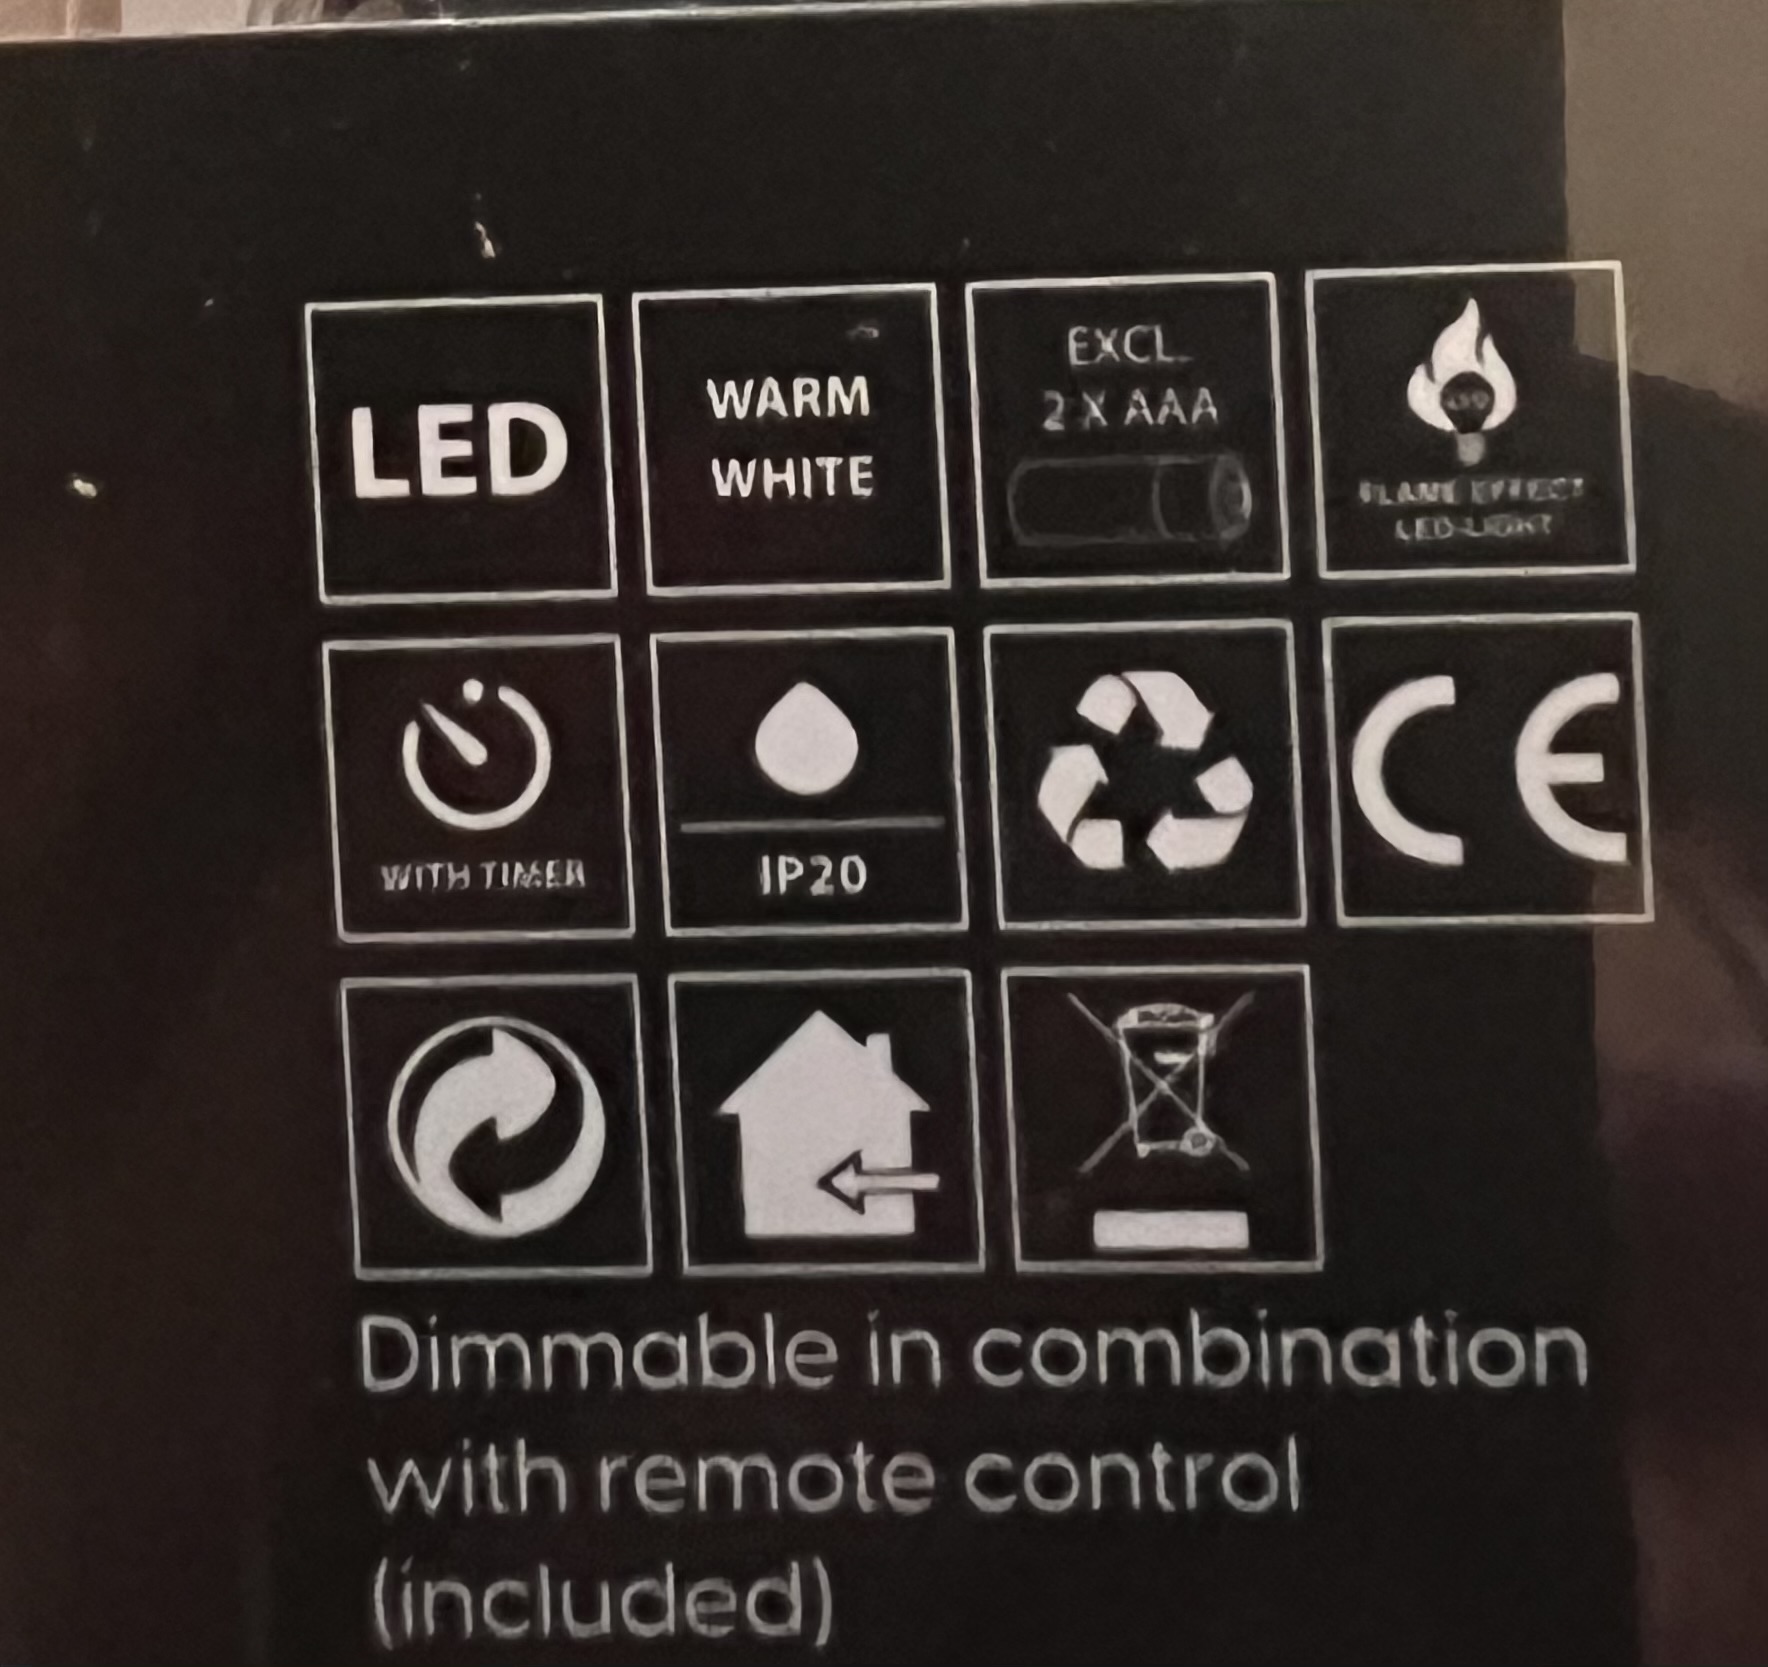 LED
WARM
WHITE
EXCL.
2 X AAA
FLAME EFFECT
LED LIGHT
WITH TIMER
IP20
CE
Dimmable in combination
with remote control
(included)